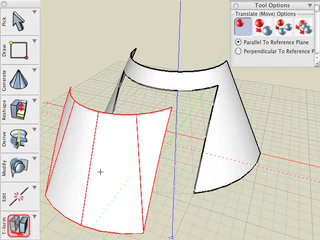 Tool Options
Translate (Move) Options
Parallel To Reference Plane
Perpendicular To Reference P
Pick
Draw
Generate
Reshape
Derive
Modify
Edit
T-form